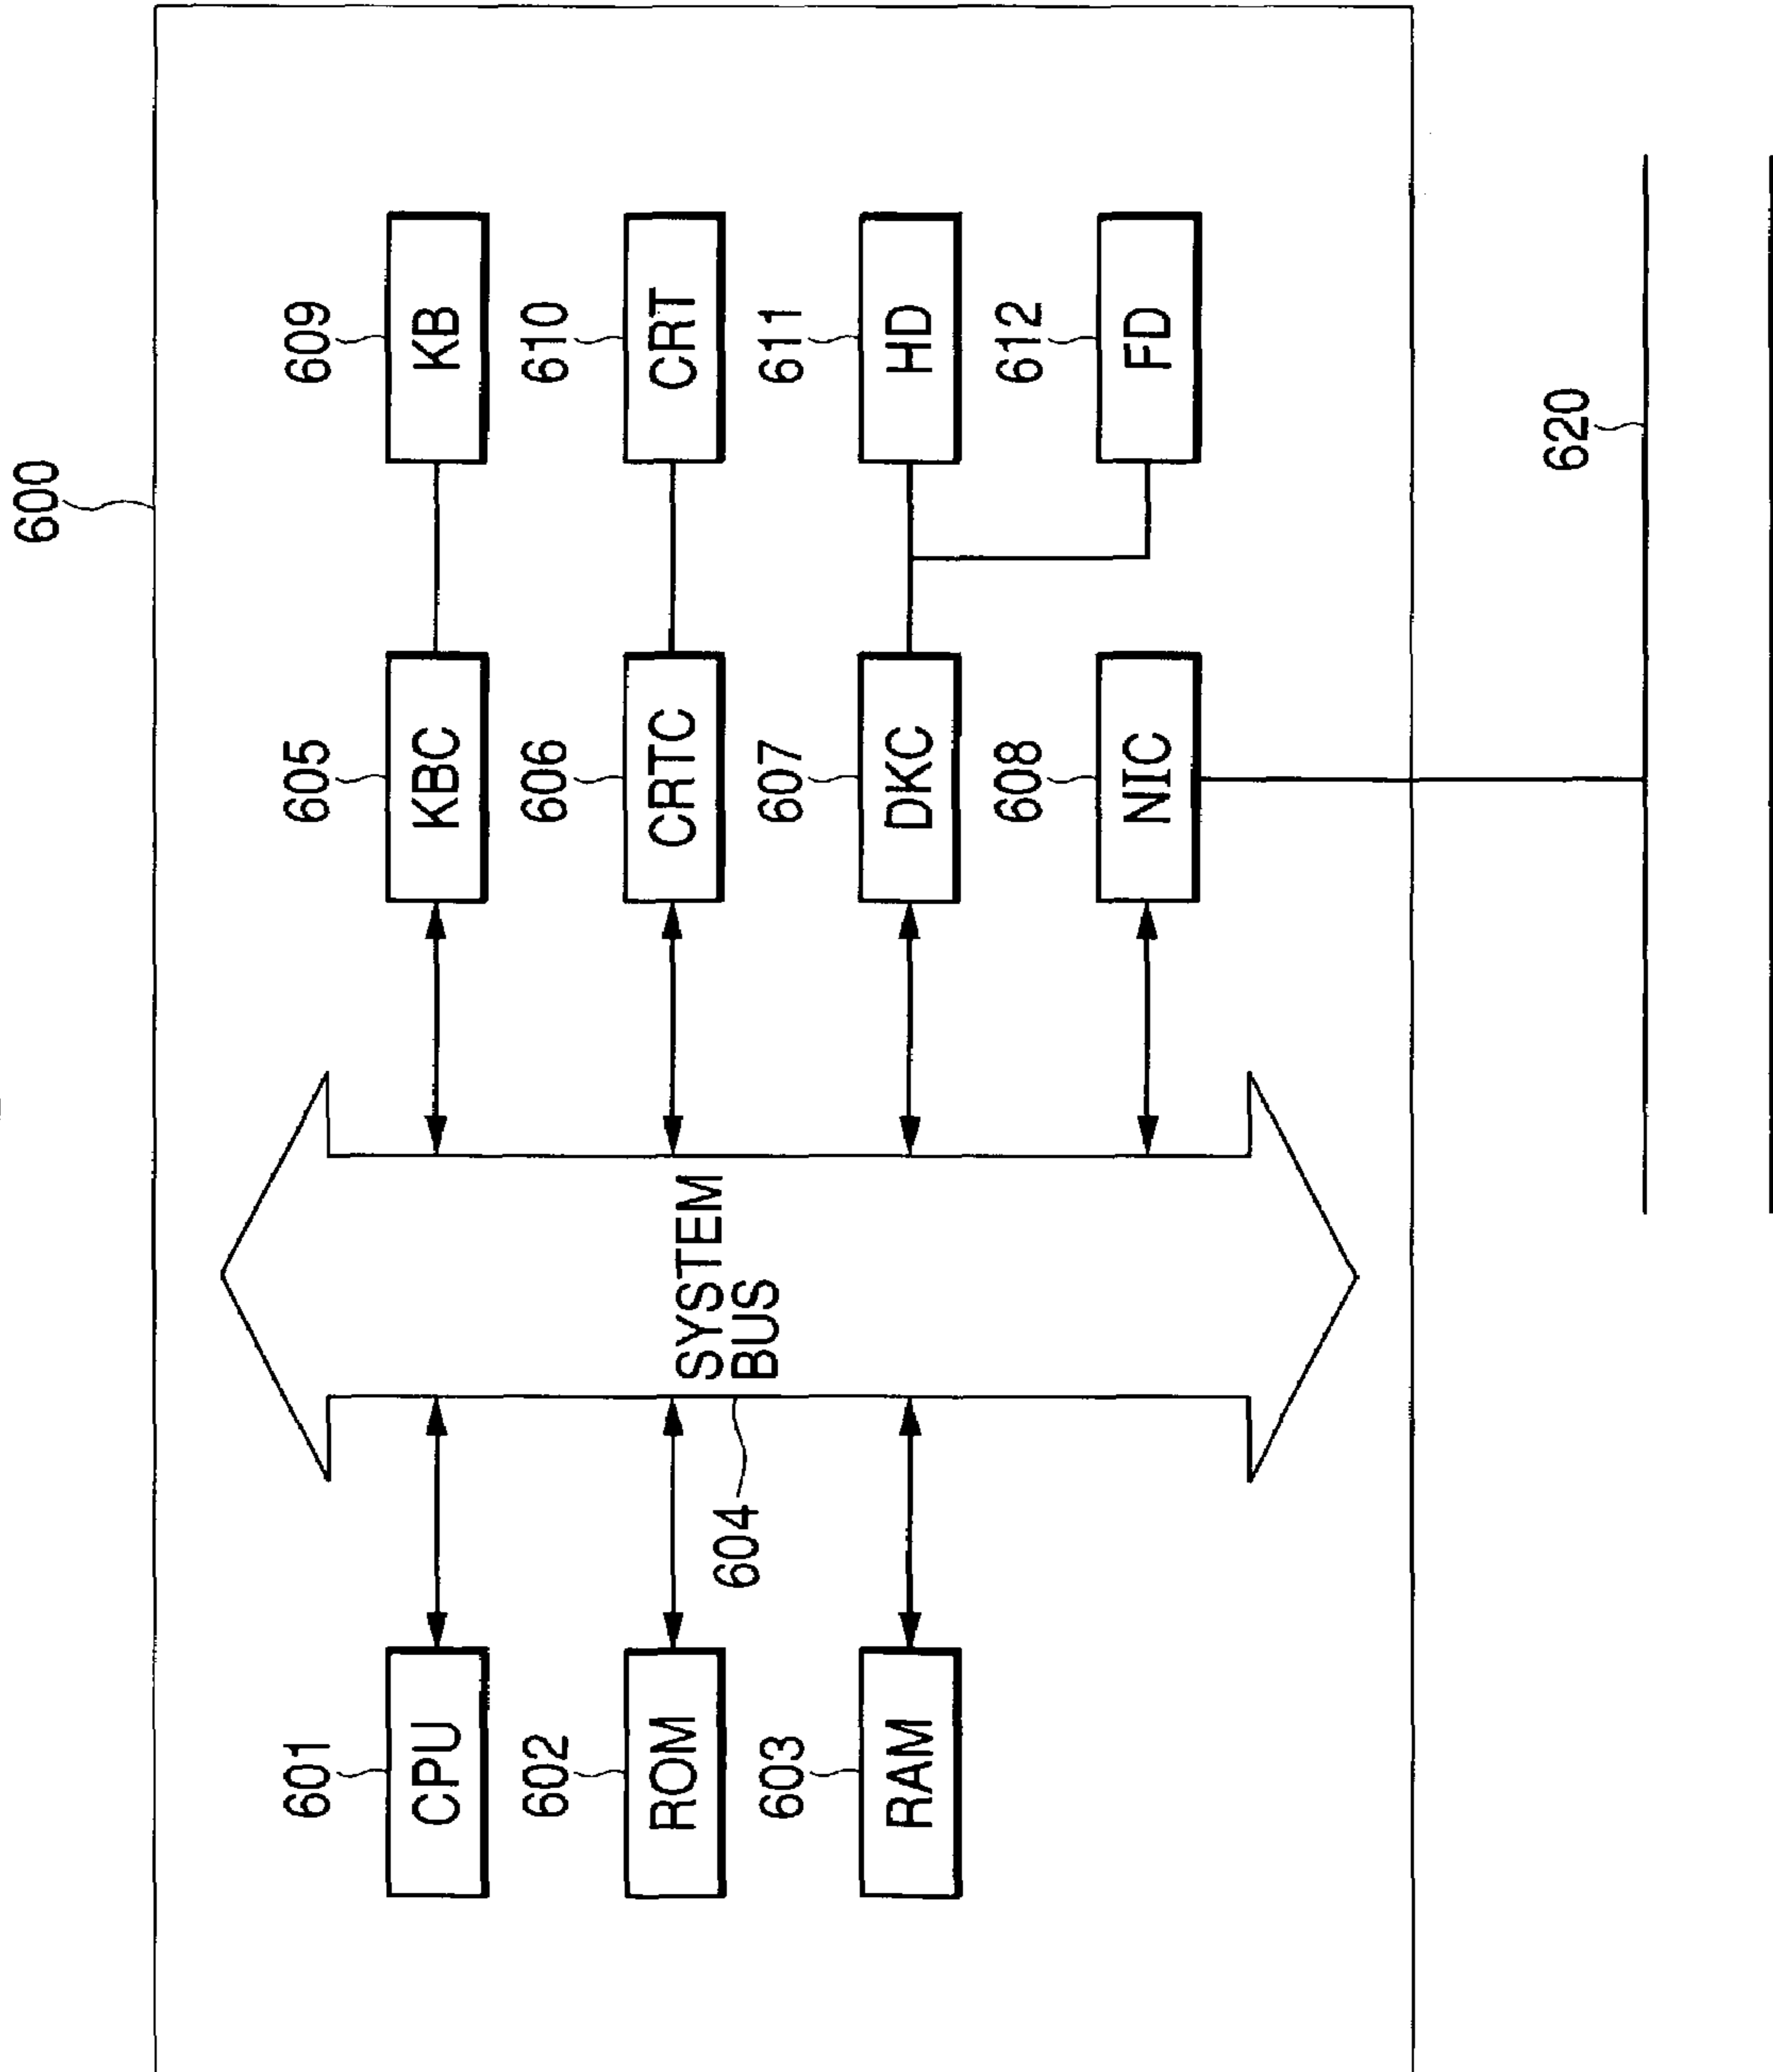 600
601
CPU
605
KBC
609
KB
602
ROM
606
CRTC
610
CRT
603
RAM
604
SYSTEM
BUS
607
DKC
611
HD
608
NIC
612
FD
620